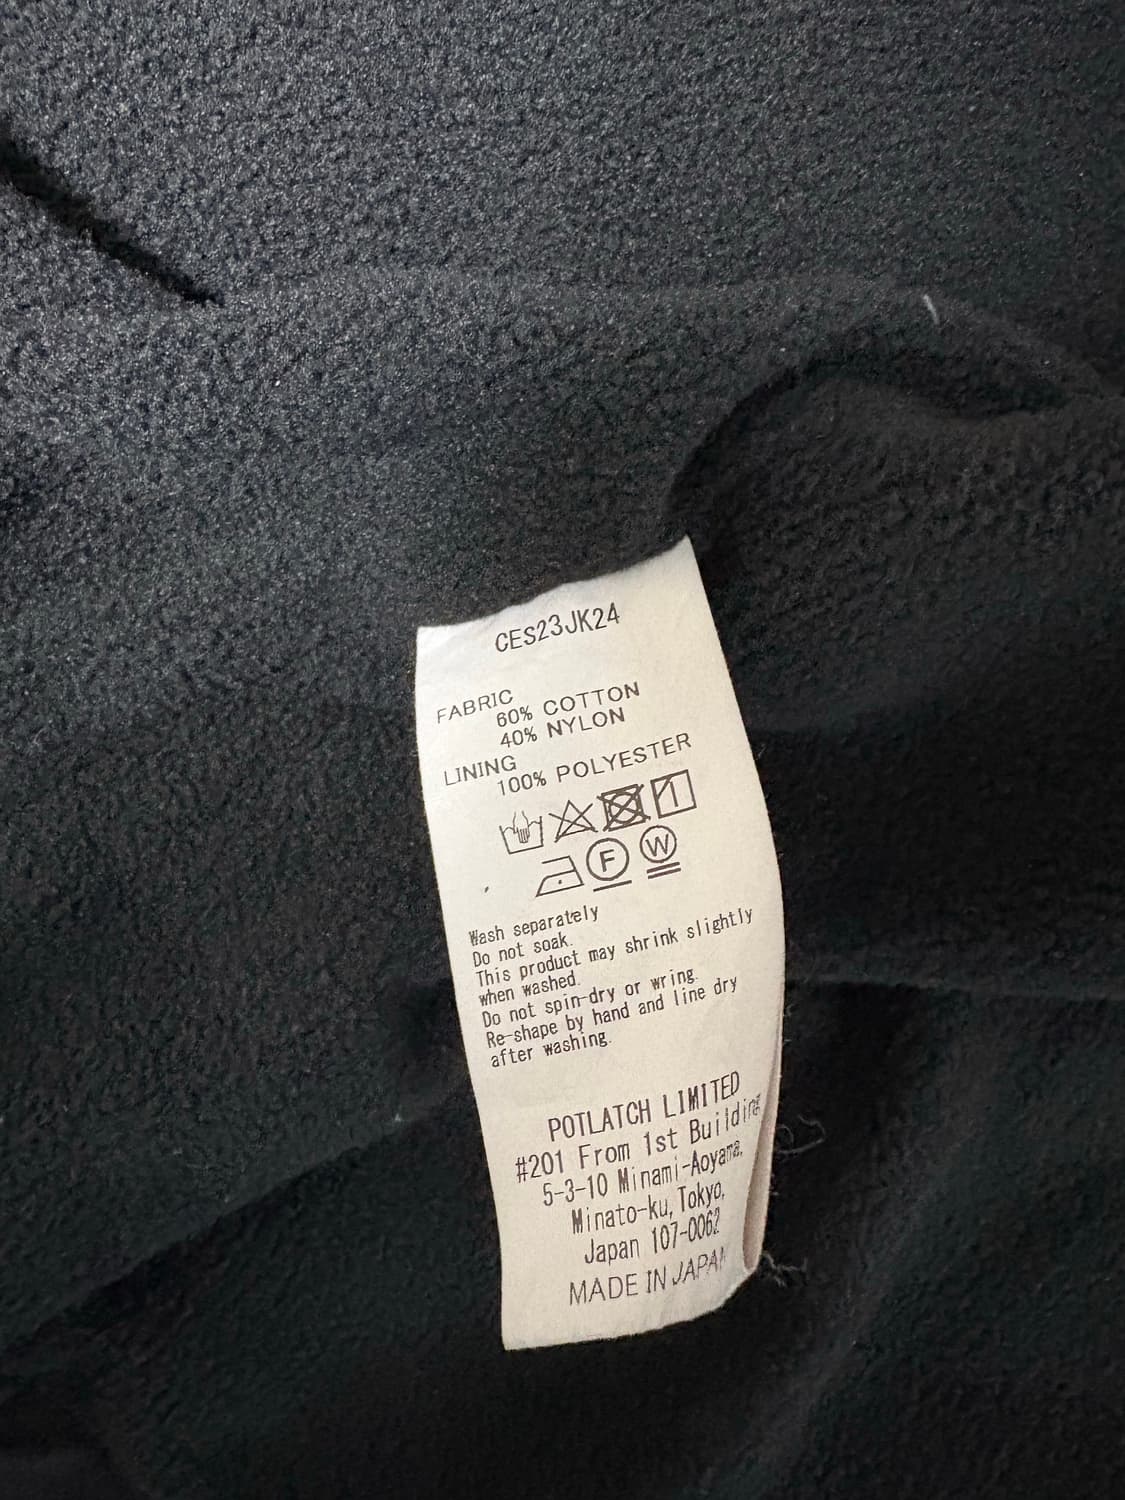 CES23JK24
FABRIC
60% COTTON
40% NYLON
LINING
100% POLYESTER
F W
Wash separately
Do not soak.
This product may shrink slightly
when washed.
Do not spin-dry or wring.
Re-shape by hand and line dry
after washing.
POTLATCH LIMITED
#201 From 1st Building
5-3-10 Minami-Aoyama,
Minato-ku, Tokyo,
Japan 107-0062
MADE IN JAPAN